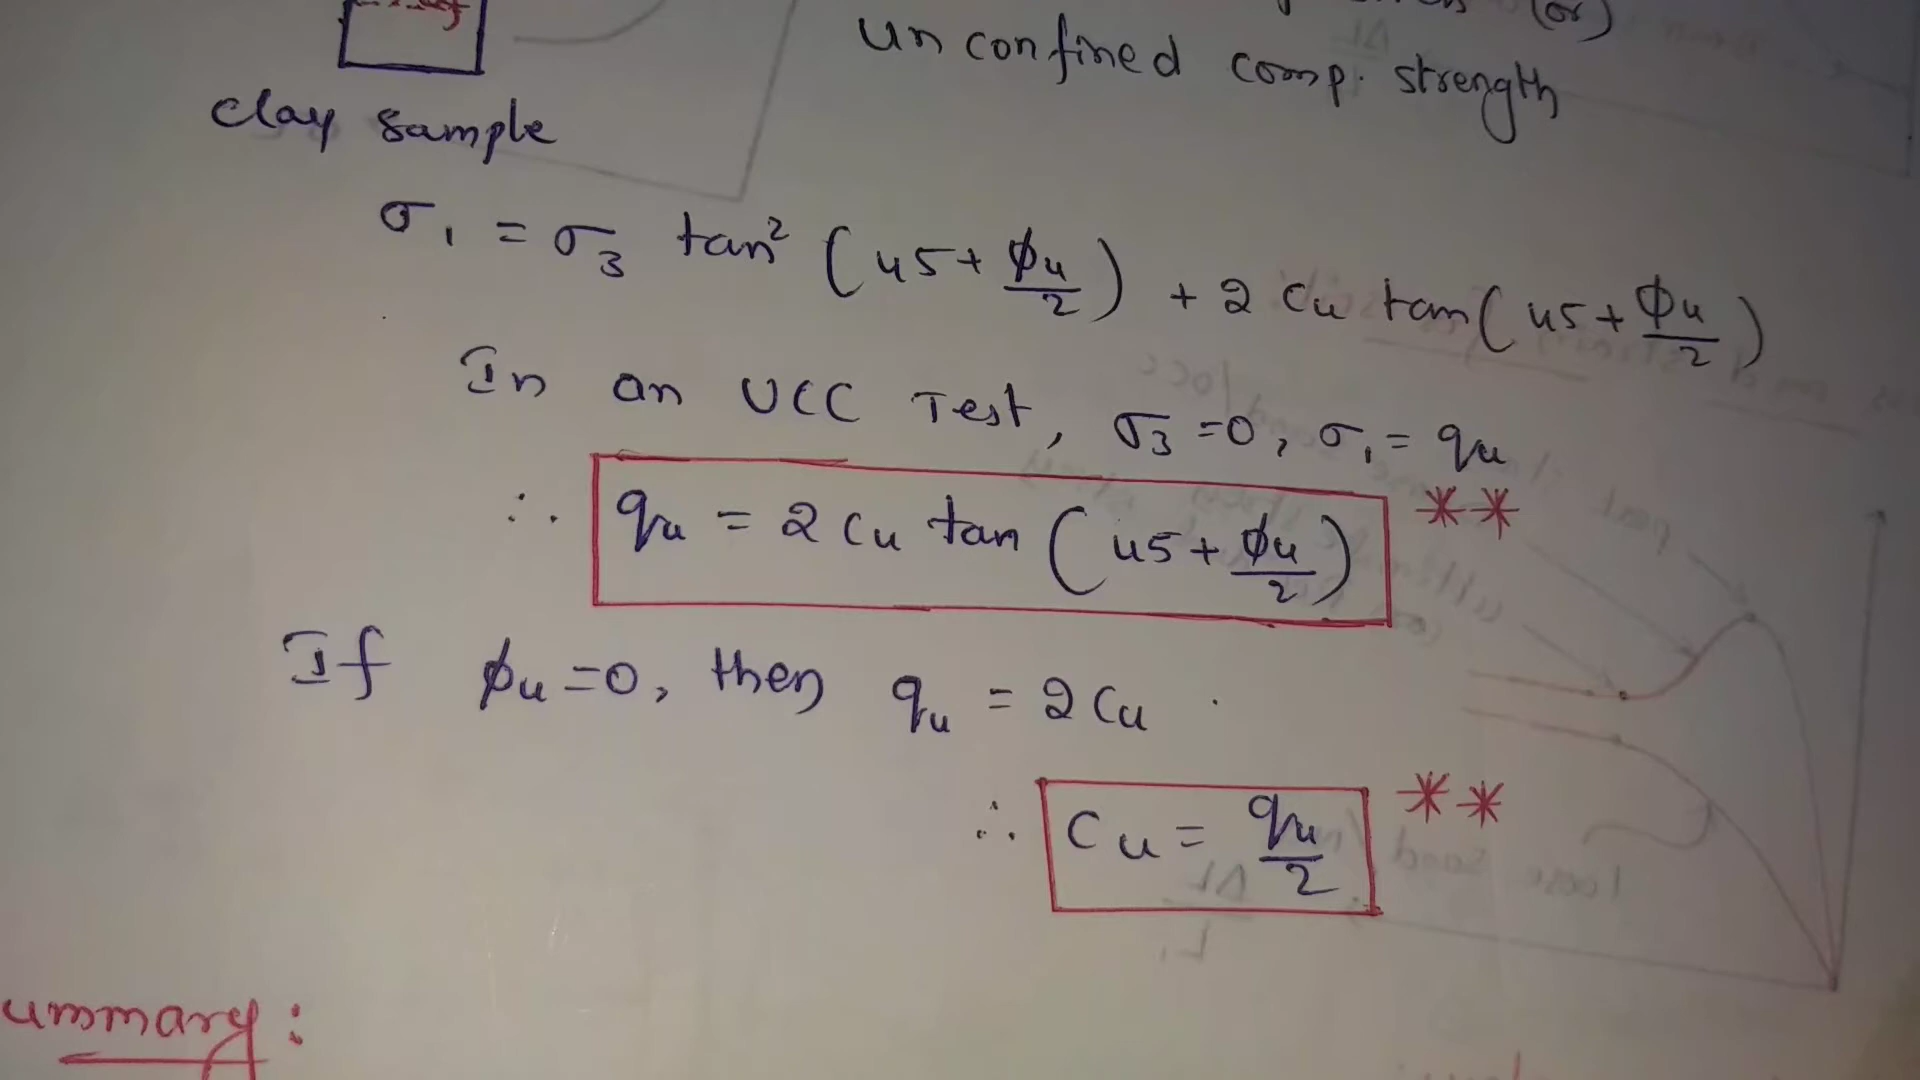 (or)
unconfined comp. strength
clay sample
σ₁ = σ₃ tan² (45 + ϕu/2) + 2 Cu tan (45 + ϕu/2)
In an UCC Test, σ₃ = 0, σ₁ = qu
∴ qu = 2 Cu tan (45 + ϕu/2) **
If ϕu = 0, then qu = 2 Cu .
∴ Cu = qu/2 **
ummary :